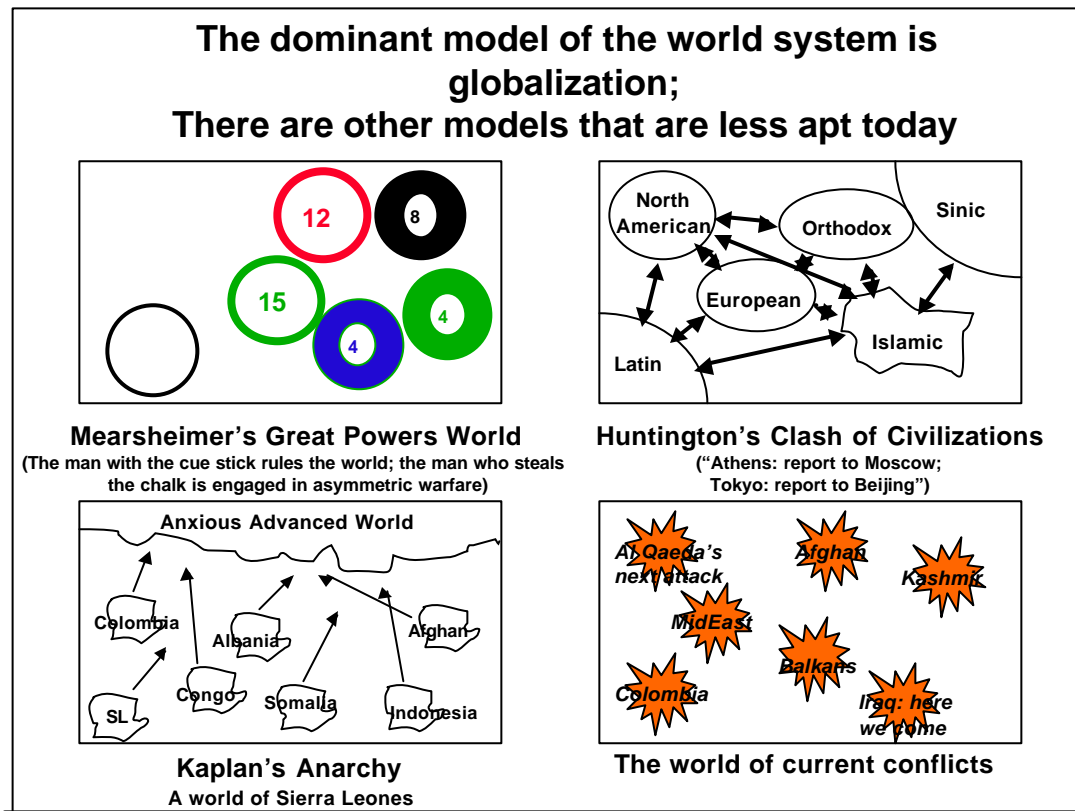 The dominant model of the world system is
globalization;
There are other models that are less apt today
12
8
15
4
4
Mearsheimer’s Great Powers World
(The man with the cue stick rules the world; the man who steals
the chalk is engaged in asymmetric warfare)
North
American
Orthodox
Sinic
European
Islamic
Latin
Huntington’s Clash of Civilizations
(“Athens: report to Moscow;
Tokyo: report to Beijing”)
Anxious Advanced World
Colombia
Albania
Afghan
SL
Congo
Somalia
Indonesia
Kaplan’s Anarchy
A world of Sierra Leones
Al Qaeda’s
next attack
Afghan
Kashmir
MidEast
Balkans
Colombia
Iraq: here
we come
The world of current conflicts